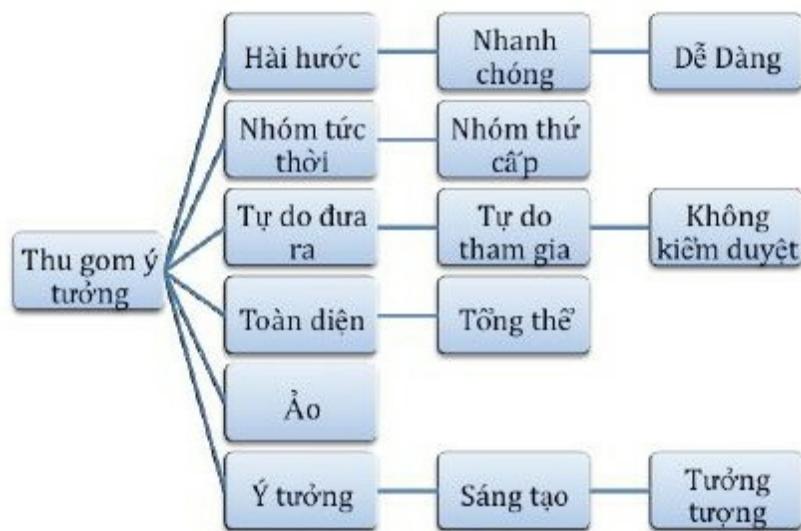 Hài hước
Nhanh
chóng
Dễ Dàng
Nhóm tức
thời
Nhóm thứ
cấp
Tự do đưa
ra
Tự do
tham gia
Không
kiểm duyệt
Thu gom ý
tưởng
Toàn diện
Tổng thể
Ảo
Ý tưởng
Sáng tạo
Tưởng
tượng